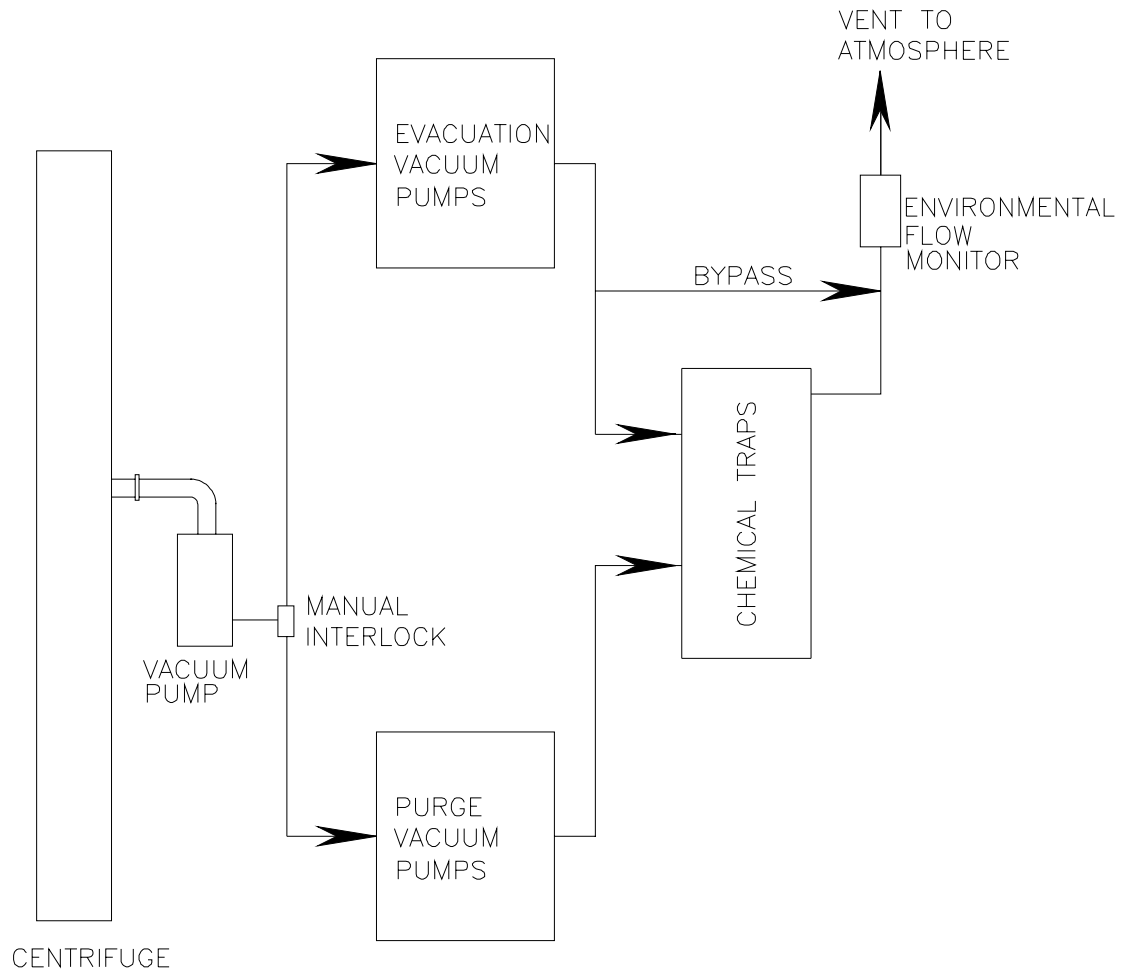 VENT TO
ATMOSPHERE
EVACUATION
VACUUM
PUMPS
ENVIRONMENTAL
FLOW
MONITOR
BYPASS
CHEMICAL TRAPS
MANUAL
INTERLOCK
VACUUM
PUMP
PURGE
VACUUM
PUMPS
CENTRIFUGE